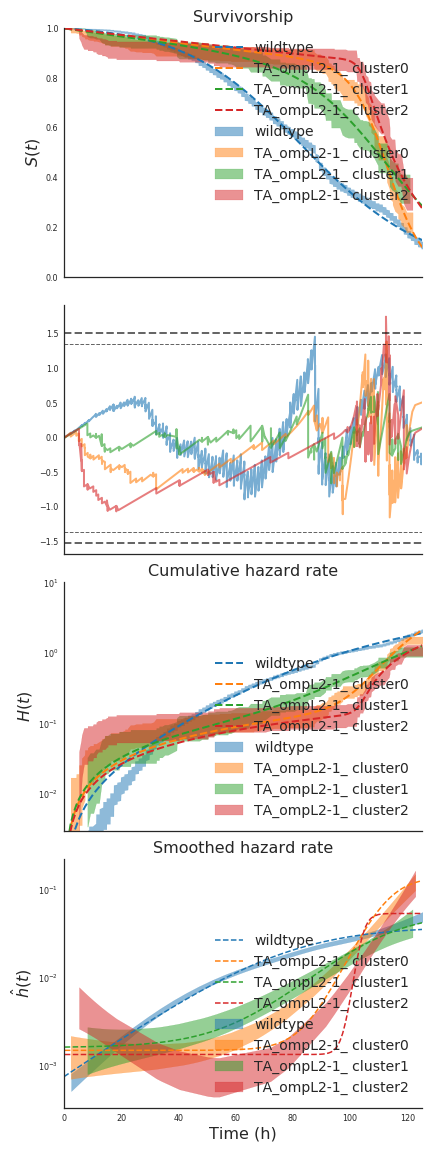 Survivorship
1.0
0.8
0.6
0.4
0.2
0.0
S(t)
wildtype
TA_ompL2-1_ cluster0
TA_ompL2-1_ cluster1
TA_ompL2-1_ cluster2
wildtype
TA_ompL2-1_ cluster0
TA_ompL2-1_ cluster1
TA_ompL2-1_ cluster2
1.5
1.0
0.5
0.0
−0.5
−1.0
−1.5
Cumulative hazard rate
10¹
10⁰
10⁻¹
10⁻²
H(t)
wildtype
TA_ompL2-1_ cluster0
TA_ompL2-1_ cluster1
TA_ompL2-1_ cluster2
wildtype
TA_ompL2-1_ cluster0
TA_ompL2-1_ cluster1
TA_ompL2-1_ cluster2
Smoothed hazard rate
10⁻¹
10⁻²
10⁻³
ĥ(t)
wildtype
TA_ompL2-1_ cluster0
TA_ompL2-1_ cluster1
TA_ompL2-1_ cluster2
wildtype
TA_ompL2-1_ cluster0
TA_ompL2-1_ cluster1
TA_ompL2-1_ cluster2
0 20 40 60 80 100 120
Time (h)